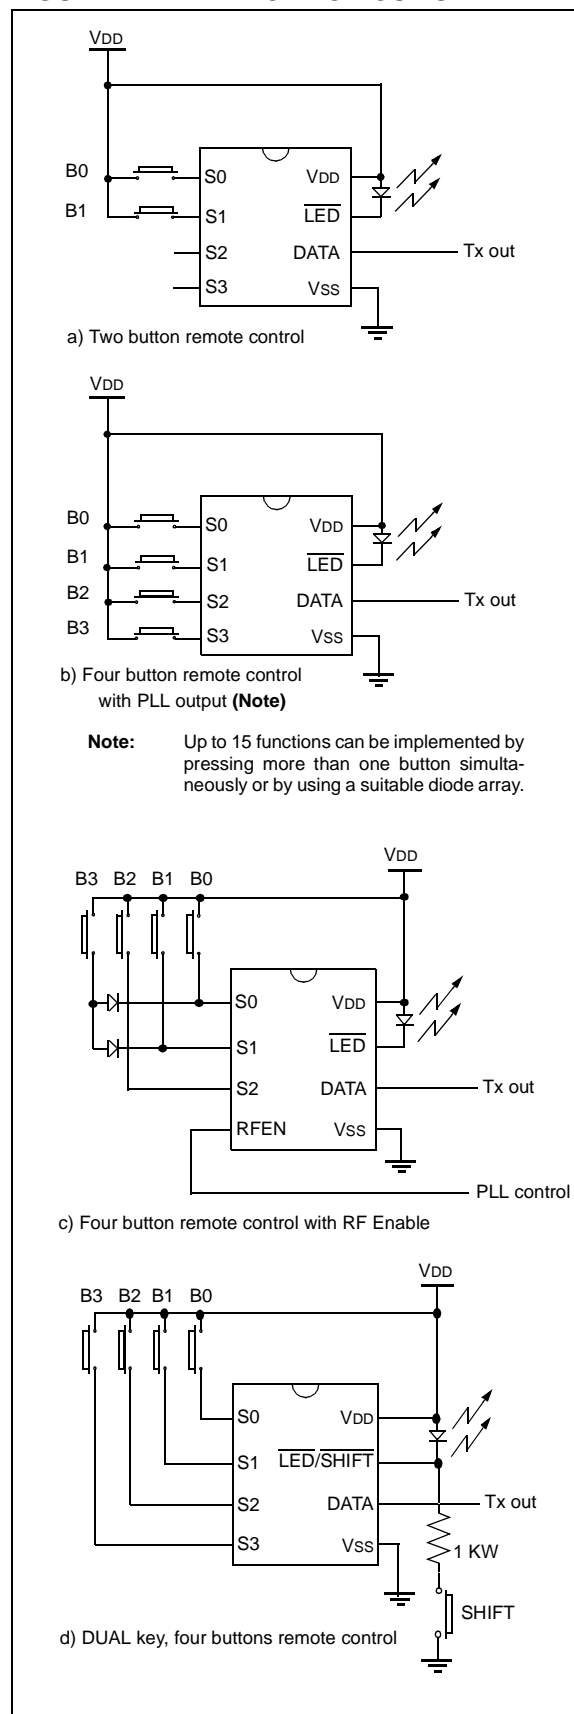 VDD
B0
S0
VDD
B1
S1
LED
S2
DATA
Tx out
S3
VSS
a) Two button remote control
VDD
B0
S0
VDD
B1
S1
LED
B2
S2
DATA
Tx out
B3
S3
VSS
b) Four button remote control
with PLL output (Note)
Note: Up to 15 functions can be implemented by
pressing more than one button simulta-
neously or by using a suitable diode array.
VDD
B3 B2 B1 B0
S0
VDD
S1
LED
S2
DATA
Tx out
RFEN
VSS
PLL control
c) Four button remote control with RF Enable
VDD
B3 B2 B1 B0
S0
VDD
S1
LED/SHIFT
S2
DATA
Tx out
S3
VSS
1 KW
SHIFT
d) DUAL key, four buttons remote control